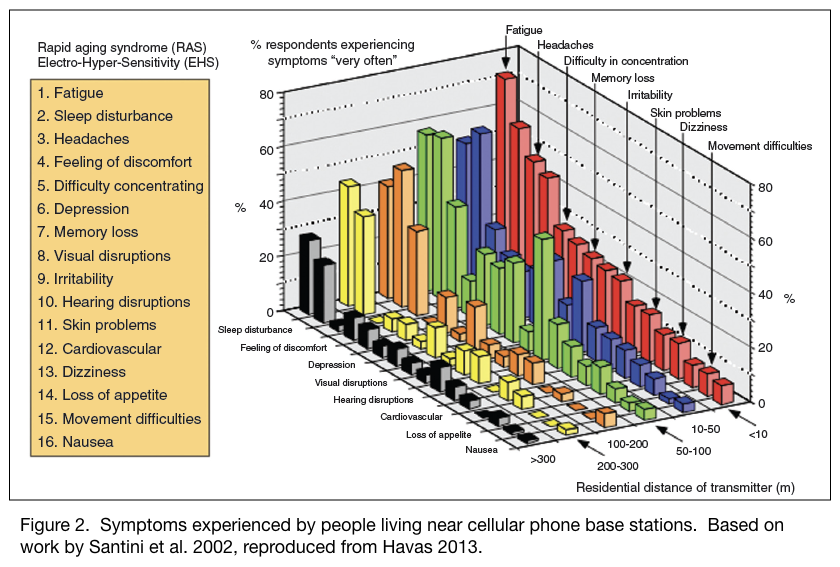 Rapid aging syndrome (RAS)
Electro-Hyper-Sensitivity (EHS)
1. Fatigue
2. Sleep disturbance
3. Headaches
4. Feeling of discomfort
5. Difficulty concentrating
6. Depression
7. Memory loss
8. Visual disruptions
9. Irritability
10. Hearing disruptions
11. Skin problems
12. Cardiovascular
13. Dizziness
14. Loss of appetite
15. Movement difficulties
16. Nausea
% respondents experiencing
symptoms “very often”
Fatigue
Headaches
Difficulty in concentration
Memory loss
Irritability
Skin problems
Dizziness
Movement difficulties
80
60
%
40
20
0
80
60
%
40
20
0
Sleep disturbance
Feeling of discomfort
Depression
Visual disruptions
Hearing disruptions
Cardiovascular
Loss of appelite
Nausea
>300
200-300
100-200
50-100
10-50
<10
Residential distance of transmitter (m)
Figure 2. Symptoms experienced by people living near cellular phone base stations. Based on
work by Santini et al. 2002, reproduced from Havas 2013.